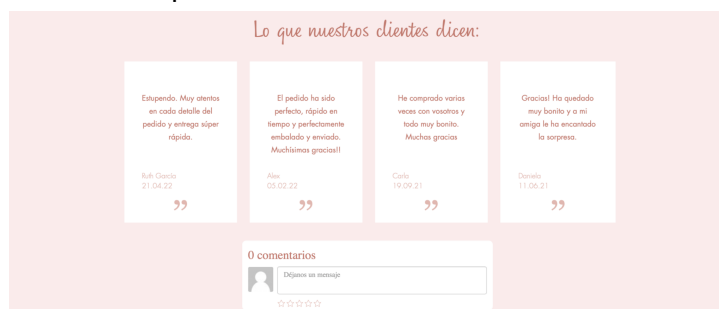 Lo que nuestros clientes dicen:
Estupendo. Muy atentos
en cada detalle del
pedido y entrega súper
rápida.
Ruth García
21.04.22
”
El pedido ha sido
perfecto, rápido en
tiempo y perfectamente
embalado y enviado.
Muchísimas gracias!!
Alex
05.02.22
”
He comprado varias
veces con vosotros y
todo muy bonito.
Muchas gracias
Carla
19.09.21
”
Gracias! Ha quedado
muy bonito y a mi
amiga le ha encantado
la sorpresa.
Daniela
11.06.21
”
0 comentarios
Déjanos un mensaje